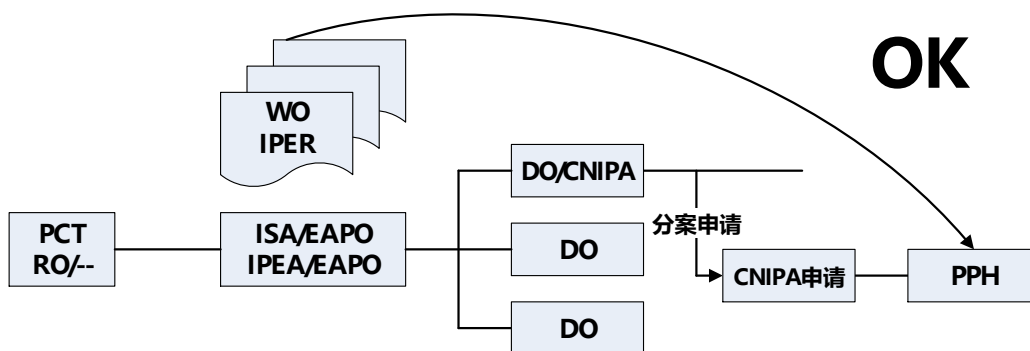 OK
WO
IPER
DO/CNIPA
分案申请
PCT
RO/--
ISA/EAPO
IPEA/EAPO
DO
CNIPA申请
PPH
DO